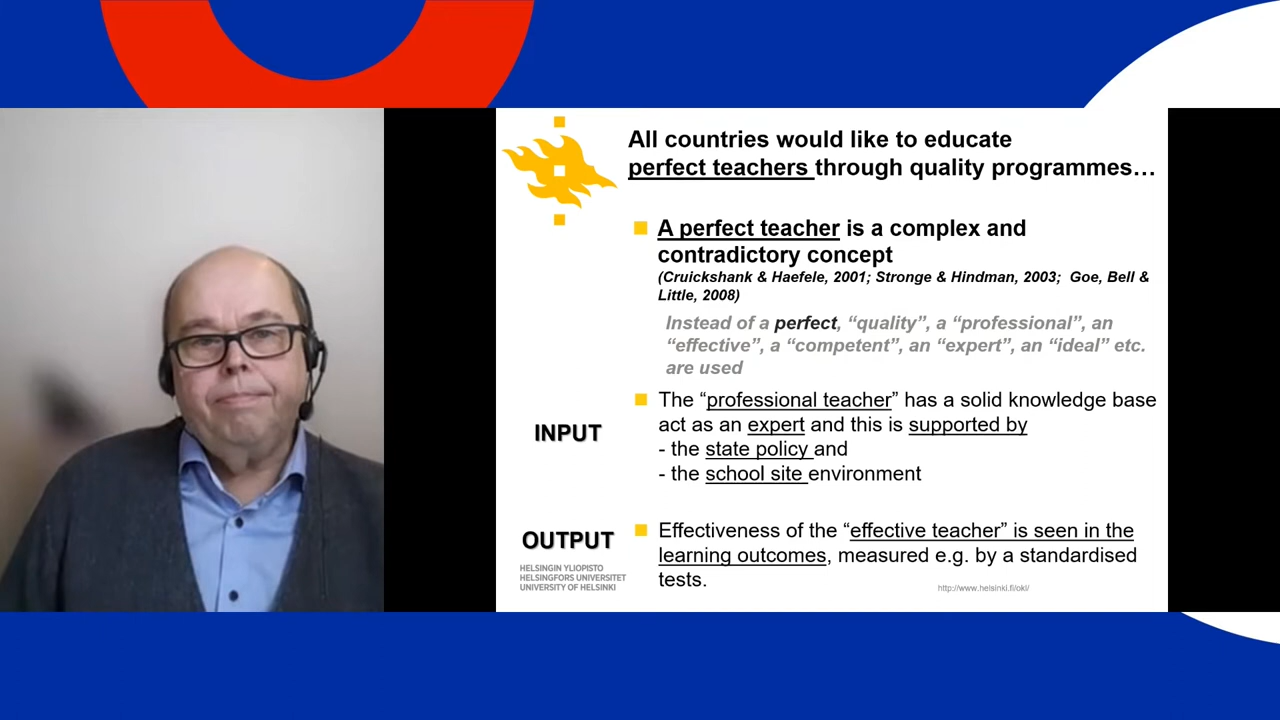 All countries would like to educate
perfect teachers through quality programmes…
A perfect teacher is a complex and
contradictory concept
(Cruickshank & Haefele, 2001; Stronge & Hindman, 2003; Goe, Bell &
Little, 2008)
Instead of a perfect, “quality”, a “professional”, an
“effective”, a “competent”, an “expert”, an “ideal” etc.
are used
INPUT
The “professional teacher” has a solid knowledge base
act as an expert and this is supported by
- the state policy and
- the school site environment
OUTPUT
Effectiveness of the “effective teacher” is seen in the
learning outcomes, measured e.g. by a standardised
tests.
HELSINGIN YLIOPISTO
HELSINGFORS UNIVERSITET
UNIVERSITY OF HELSINKI
http://www.helsinki.fi/okl/